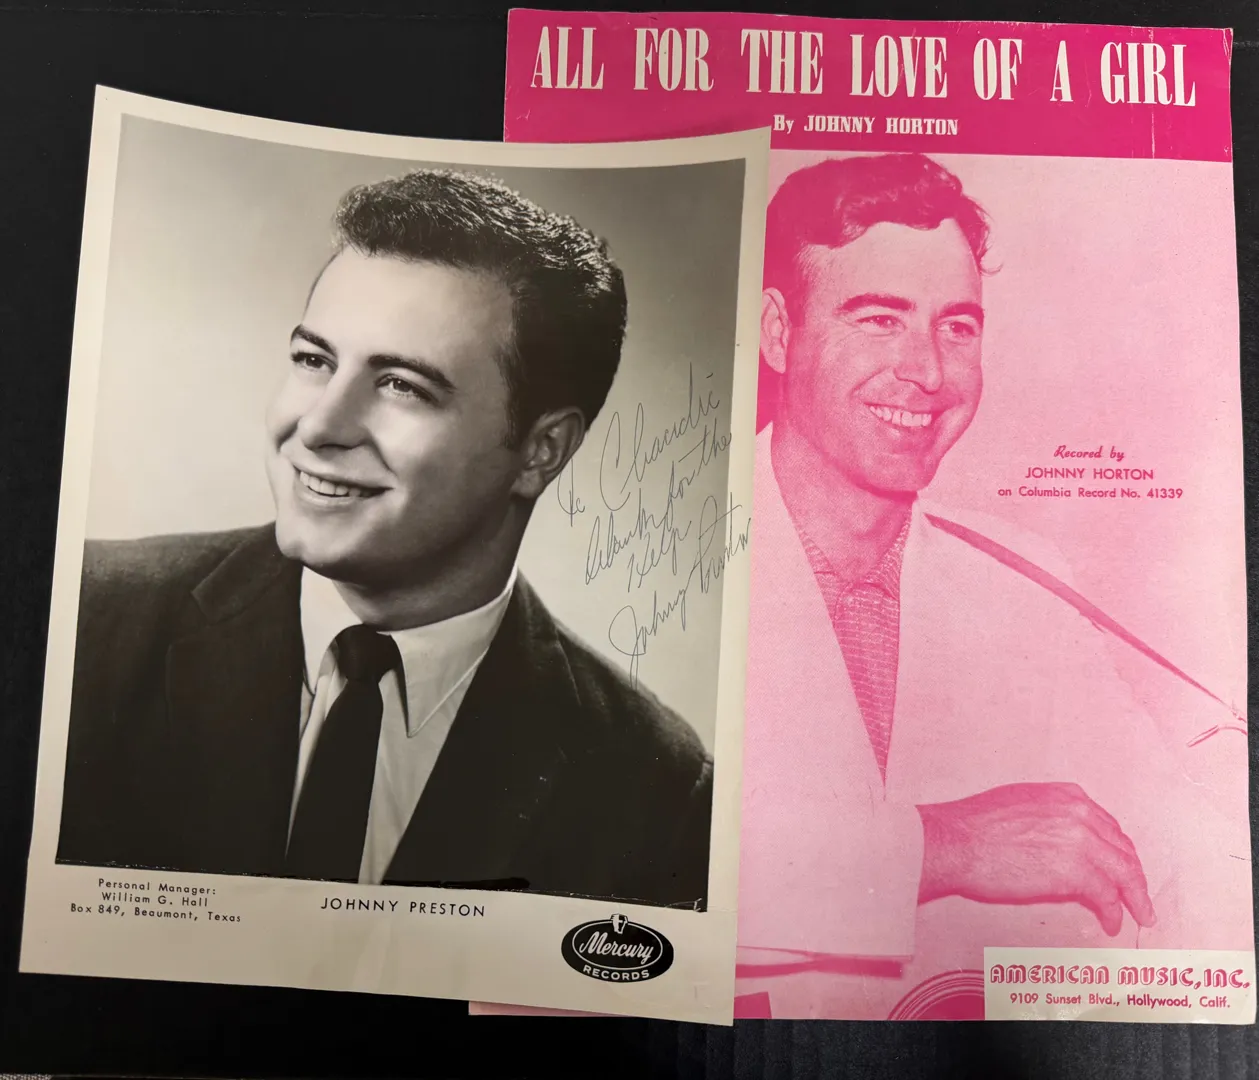 ALL FOR THE LOVE OF A GIRL
By JOHNNY HORTON
Recored by
JOHNNY HORTON
on Columbia Record No. 41339
AMERICAN MUSIC, INC.
9109 Sunset Blvd., Hollywood, Calif.
To Claudie
thanks for the
Help
Johnny Preston
Personal Manager:
William G. Hall
Box 849, Beaumont, Texas
JOHNNY PRESTON
Mercury
RECORDS